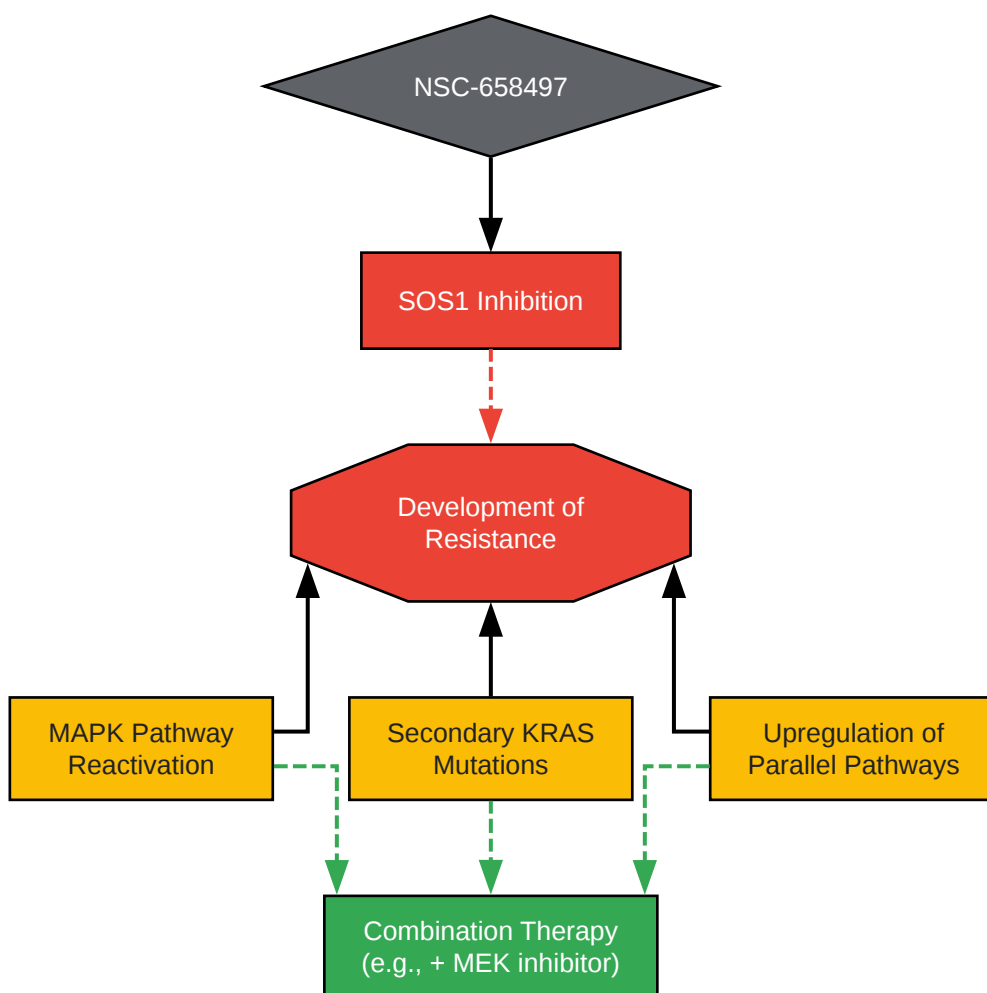 NSC-658497
SOS1 Inhibition
Development of
Resistance
MAPK Pathway
Reactivation
Secondary KRAS
Mutations
Upregulation of
Parallel Pathways
Combination Therapy
(e.g., + MEK inhibitor)